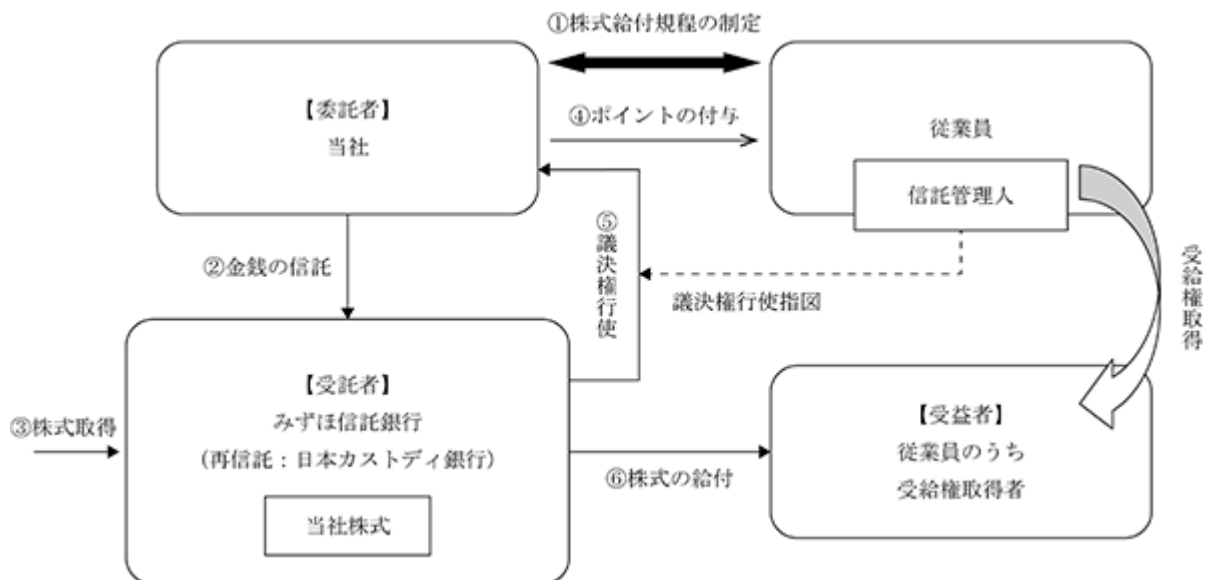 ①株式給付規程の制定
【委託者】
当社
④ポイントの付与
従業員
信託管理人
②金銭の信託
⑤議決権行使
議決権行使指図
受給権取得
③株式取得
【受託者】
みずほ信託銀行
(再信託：日本カストディ銀行)
当社株式
⑥株式の給付
【受益者】
従業員のうち
受給権取得者